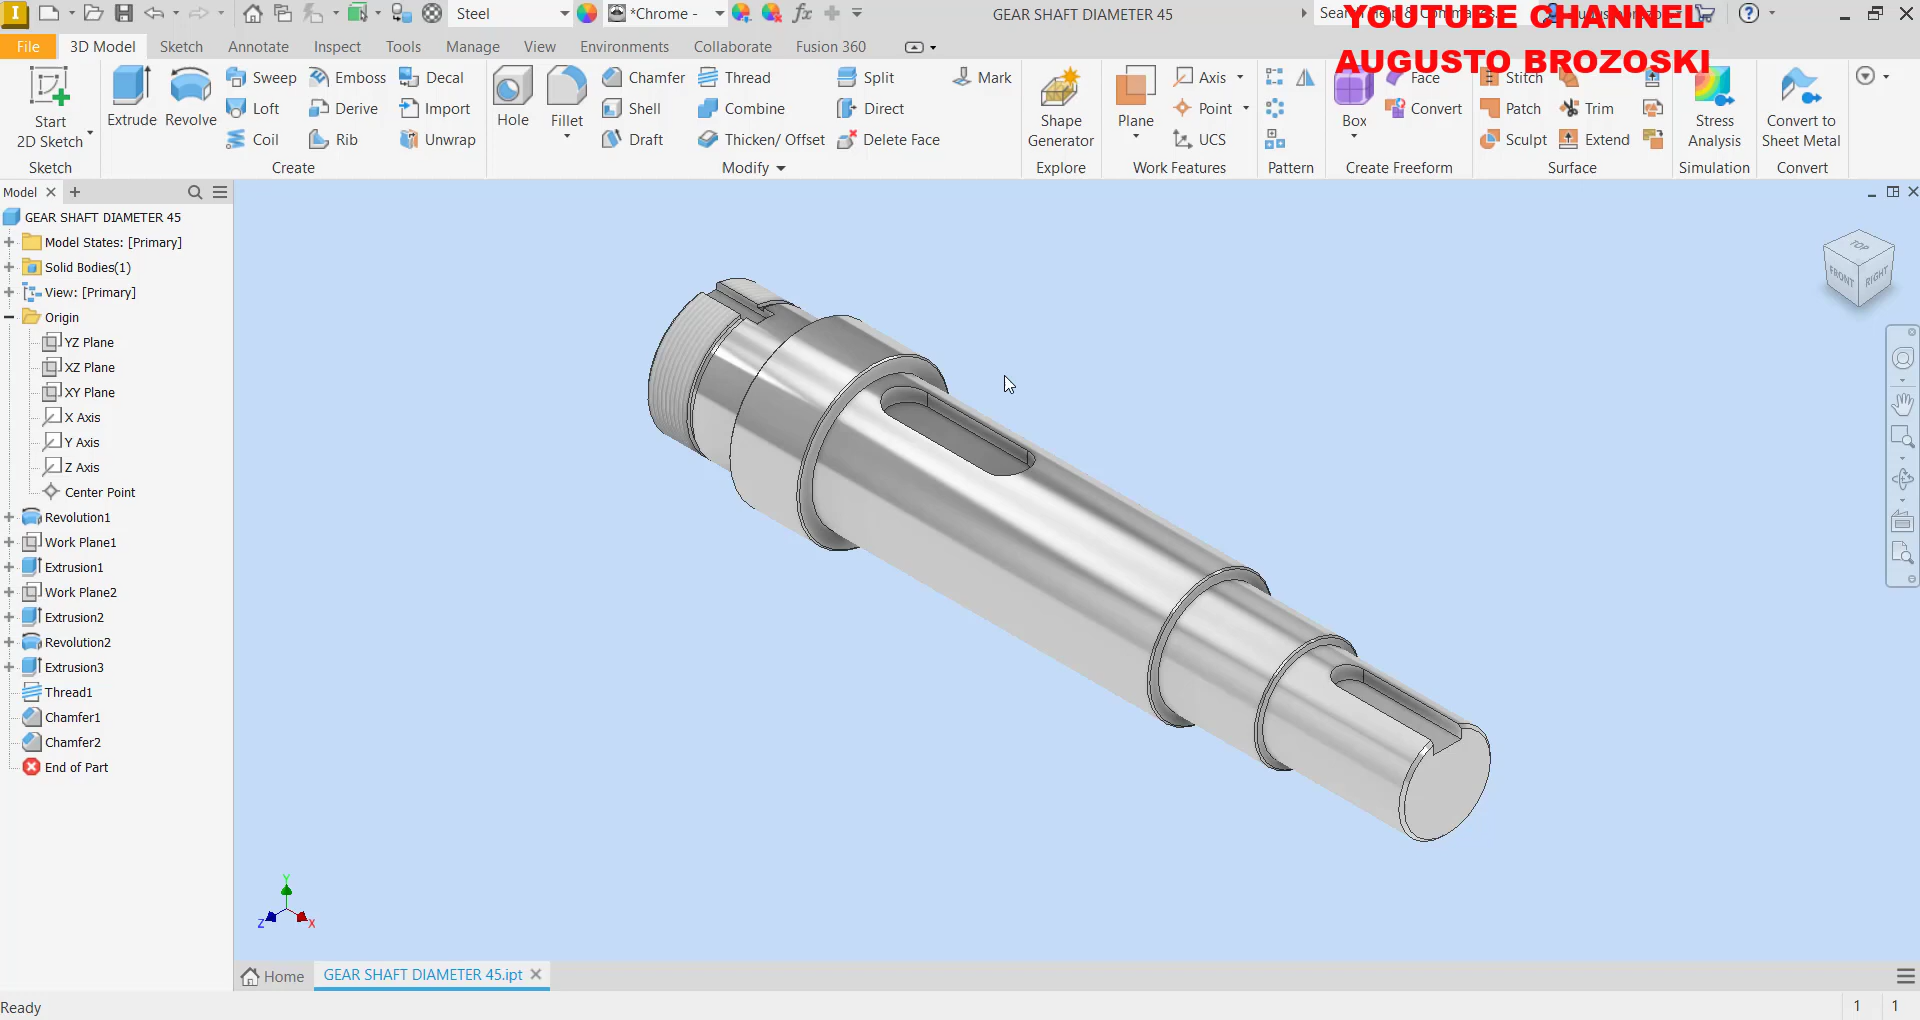 Steel
*Chrome -
fx
GEAR SHAFT DIAMETER 45
YOUTUBE CHANNEL
AUGUSTO BROZOSKI
File
3D Model
Sketch
Annotate
Inspect
Tools
Manage
View
Environments
Collaborate
Fusion 360
Start
2D Sketch
Sketch
Extrude
Revolve
Sweep
Loft
Coil
Emboss
Derive
Rib
Decal
Import
Unwrap
Create
Hole
Fillet
Chamfer
Shell
Draft
Thread
Combine
Thicken/ Offset
Split
Direct
Delete Face
Modify
Mark
Shape
Generator
Explore
Plane
Axis
Point
UCS
Work Features
Pattern
Box
Face
Convert
Create Freeform
Stitch
Patch
Sculpt
Trim
Extend
Surface
Stress
Analysis
Simulation
Convert to
Sheet Metal
Convert
Model
GEAR SHAFT DIAMETER 45
Model States: [Primary]
Solid Bodies(1)
View: [Primary]
Origin
YZ Plane
XZ Plane
XY Plane
X Axis
Y Axis
Z Axis
Center Point
Revolution1
Work Plane1
Extrusion1
Work Plane2
Extrusion2
Revolution2
Extrusion3
Thread1
Chamfer1
Chamfer2
End of Part
TOP
FRONT
RIGHT
Y
Z
X
Home
GEAR SHAFT DIAMETER 45.ipt
Ready
1
1